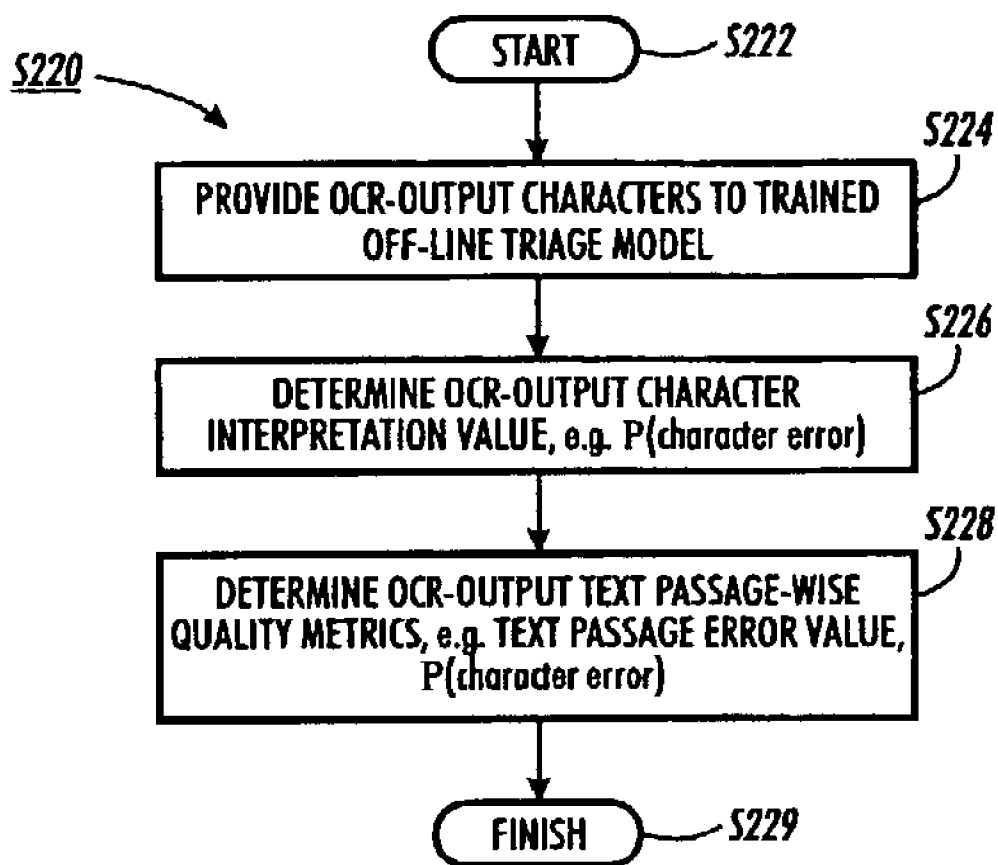 START
S222
S220
S224
PROVIDE OCR-OUTPUT CHARACTERS TO TRAINED
OFF-LINE TRIAGE MODEL
S226
DETERMINE OCR-OUTPUT CHARACTER
INTERPRETATION VALUE, e.g. P(character error)
S228
DETERMINE OCR-OUTPUT TEXT PASSAGE-WISE
QUALITY METRICS, e.g. TEXT PASSAGE ERROR VALUE,
P(character error)
FINISH
S229